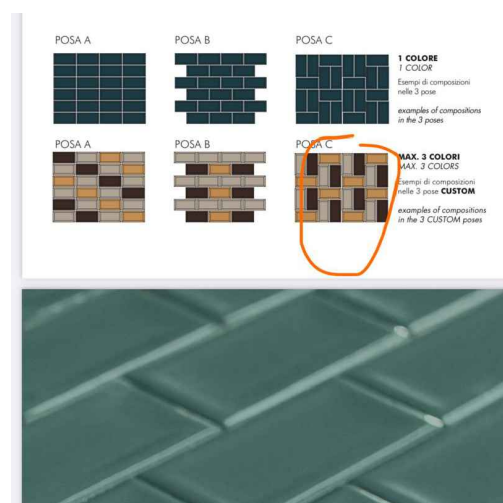 POSA A
POSA B
POSA C
1 COLORE
1 COLOR
Esempi di composizioni
nelle 3 pose
examples of compositions
in the 3 poses
POSA A
POSA B
POSA C
MAX. 3 COLORI
MAX. 3 COLORS
Esempi di composizioni
nelle 3 pose CUSTOM
examples of compositions
in the 3 CUSTOM poses